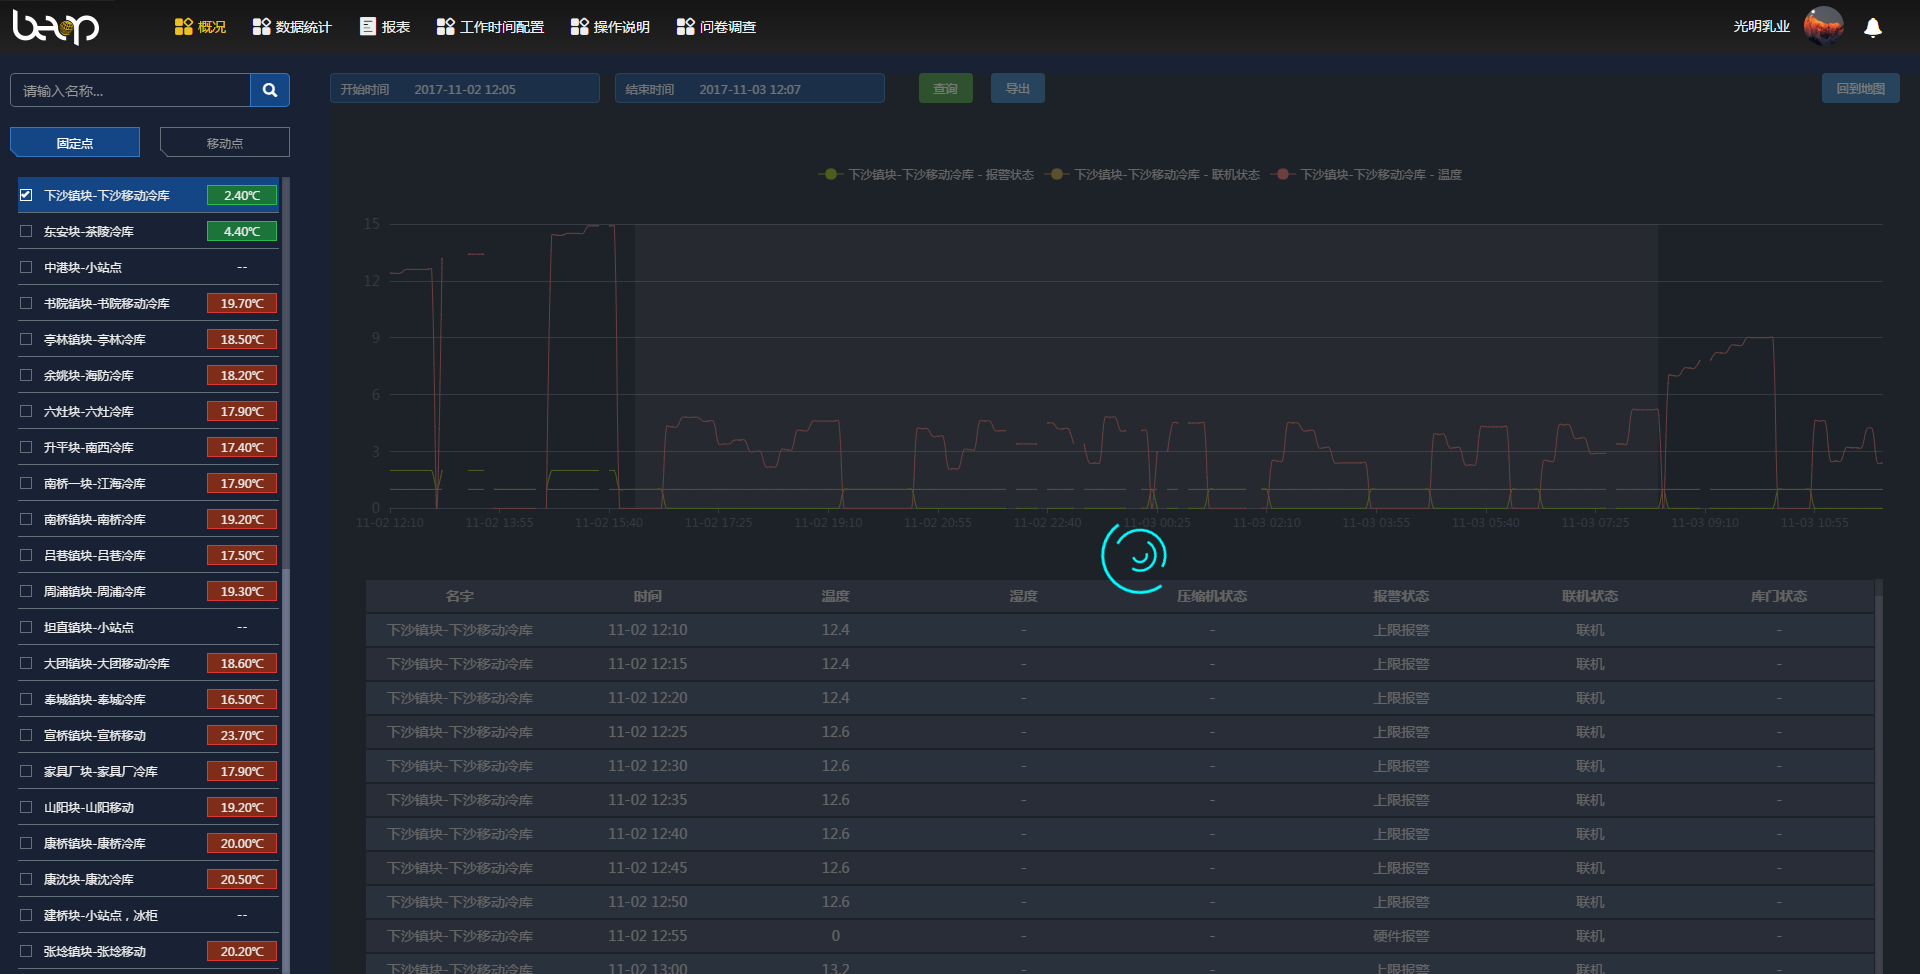 beop
概况
数据统计
报表
工作时间配置
操作说明
问卷调查
光明乳业
请输入名称...
固定点
移动点
下沙镇块-下沙移动冷库 2.40℃
东安块-茶陵冷库 4.40℃
中港块-小站点 --
书院镇块-书院移动冷库 19.70℃
亭林镇块-亭林冷库 18.50℃
余姚块-海防冷库 18.20℃
六灶块-六灶冷库 17.90℃
升平块-南西冷库 17.40℃
南桥一块-江海冷库 17.90℃
南桥镇块-南桥冷库 19.20℃
吕巷镇块-吕巷冷库 17.50℃
周浦镇块-周浦冷库 19.30℃
坦直镇块-小站点 --
大团镇块-大团移动冷库 18.60℃
奉城镇块-奉城冷库 16.50℃
宣桥镇块-宣桥移动 23.70℃
家具厂块-家具厂冷库 17.90℃
山阳块-山阳移动 19.20℃
康桥镇块-康桥冷库 20.00℃
康沈块-康沈冷库 20.50℃
建桥块-小站点，冰柜 --
张埝镇块-张埝移动 20.20℃
开始时间 2017-11-02 12:05
结束时间 2017-11-03 12:07
查询
导出
回到地图
下沙镇块-下沙移动冷库 - 报警状态
下沙镇块-下沙移动冷库 - 联机状态
下沙镇块-下沙移动冷库 - 温度
15
12
9
6
3
0
11-02 12:10 11-02 13:55 11-02 15:40 11-02 17:25 11-02 19:10 11-02 20:55 11-02 22:40 11-03 00:25 11-03 02:10 11-03 03:55 11-03 05:40 11-03 07:25 11-03 09:10 11-03 10:55
名字 时间 温度 湿度 压缩机状态 报警状态 联机状态 库门状态
下沙镇块-下沙移动冷库 11-02 12:10 12.4 - - 上限报警 联机 -
下沙镇块-下沙移动冷库 11-02 12:15 12.4 - - 上限报警 联机 -
下沙镇块-下沙移动冷库 11-02 12:20 12.4 - - 上限报警 联机 -
下沙镇块-下沙移动冷库 11-02 12:25 12.6 - - 上限报警 联机 -
下沙镇块-下沙移动冷库 11-02 12:30 12.6 - - 上限报警 联机 -
下沙镇块-下沙移动冷库 11-02 12:35 12.6 - - 上限报警 联机 -
下沙镇块-下沙移动冷库 11-02 12:40 12.6 - - 上限报警 联机 -
下沙镇块-下沙移动冷库 11-02 12:45 12.6 - - 上限报警 联机 -
下沙镇块-下沙移动冷库 11-02 12:50 12.6 - - 上限报警 联机 -
下沙镇块-下沙移动冷库 11-02 12:55 0 - - 硬件报警 联机 -
下沙镇块-下沙移动冷库 11-02 13:00 13.2 - - 上限报警 联机 -